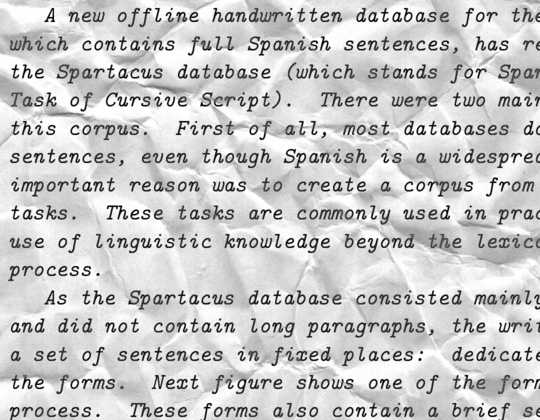 A new offline handwritten database for the
which contains full Spanish sentences, has re
the Spartacus database (which stands for Span
Task of Cursive Script). There were two main
this corpus. First of all, most databases do
sentences, even though Spanish is a widespread
important reason was to create a corpus from
tasks. These tasks are commonly used in prac
use of linguistic knowledge beyond the lexica
process.
As the Spartacus database consisted mainly
and did not contain long paragraphs, the writ
a set of sentences in fixed places: dedicate
the forms. Next figure shows one of the form
process. These forms also contain a brief se